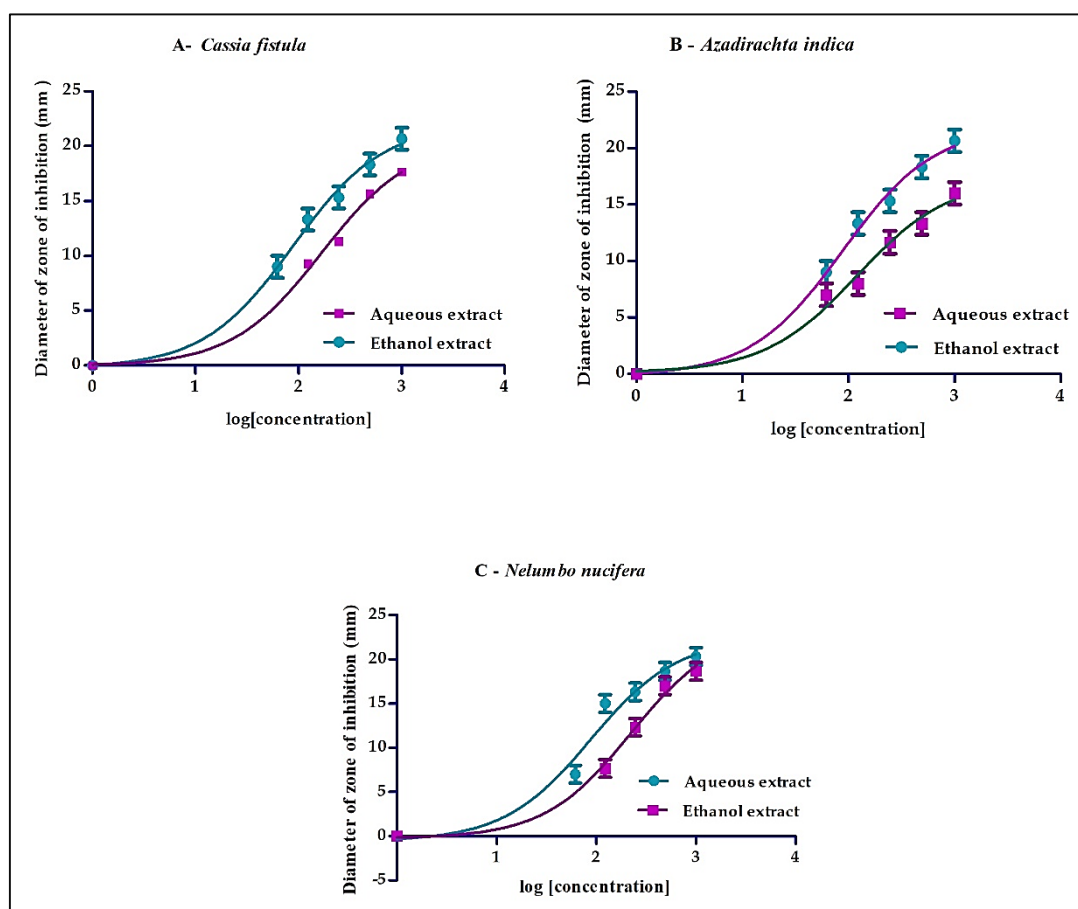 A- Cassia fistula
Diameter of zone of inhibition (mm )
25
20
15
10
5
0
0
1
2
3
4
Aqueous extract
Ethanol extract
log[concentration]
B - Azadirachta indica
Diameter of zone of inhibition (mm)
25
20
15
10
5
0
0
1
2
3
4
Aqueous extract
Ethanol extract
log [concentration]
C - Nelumbo nucifera
Diameter of zone of inhibition (mm)
25
20
15
10
5
0
-5
1
2
3
4
Aqueous extract
Ethanol extract
log [concentration]